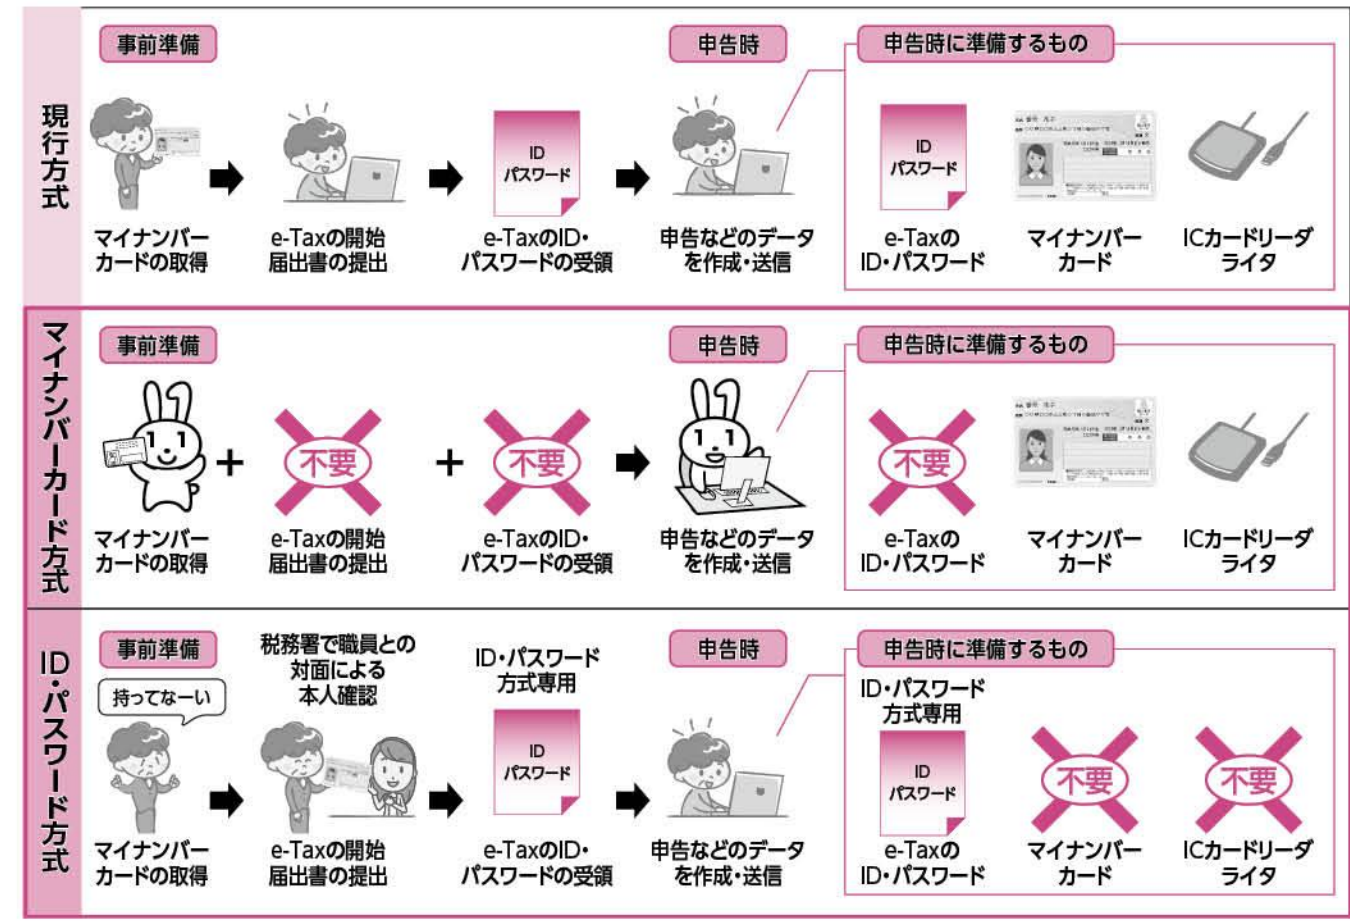 現行方式
事前準備
マイナンバー
カードの取得
e-Taxの開始
届出書の提出
ID
パスワード
e-TaxのID・
パスワードの受領
申告時
申告などのデータ
を作成・送信
申告時に準備するもの
ID
パスワード
e-Taxの
ID・パスワード
マイナンバー
カード
ICカードリーダ
ライタ
マイナンバーカード方式
事前準備
マイナンバー
カードの取得
+
不要
e-Taxの開始
届出書の提出
+
不要
e-TaxのID・
パスワードの受領
申告時
申告などのデータ
を作成・送信
申告時に準備するもの
不要
e-Taxの
ID・パスワード
マイナンバー
カード
ICカードリーダ
ライタ
ID・パスワード方式
事前準備
持ってなーい
マイナンバー
カードの取得
税務署で職員との
対面による
本人確認
e-Taxの開始
届出書の提出
ID・パスワード
方式専用
ID
パスワード
e-TaxのID・
パスワードの受領
申告時
申告などのデータ
を作成・送信
申告時に準備するもの
ID・パスワード
方式専用
ID
パスワード
e-Taxの
ID・パスワード
不要
マイナンバー
カード
不要
ICカードリーダ
ライタ